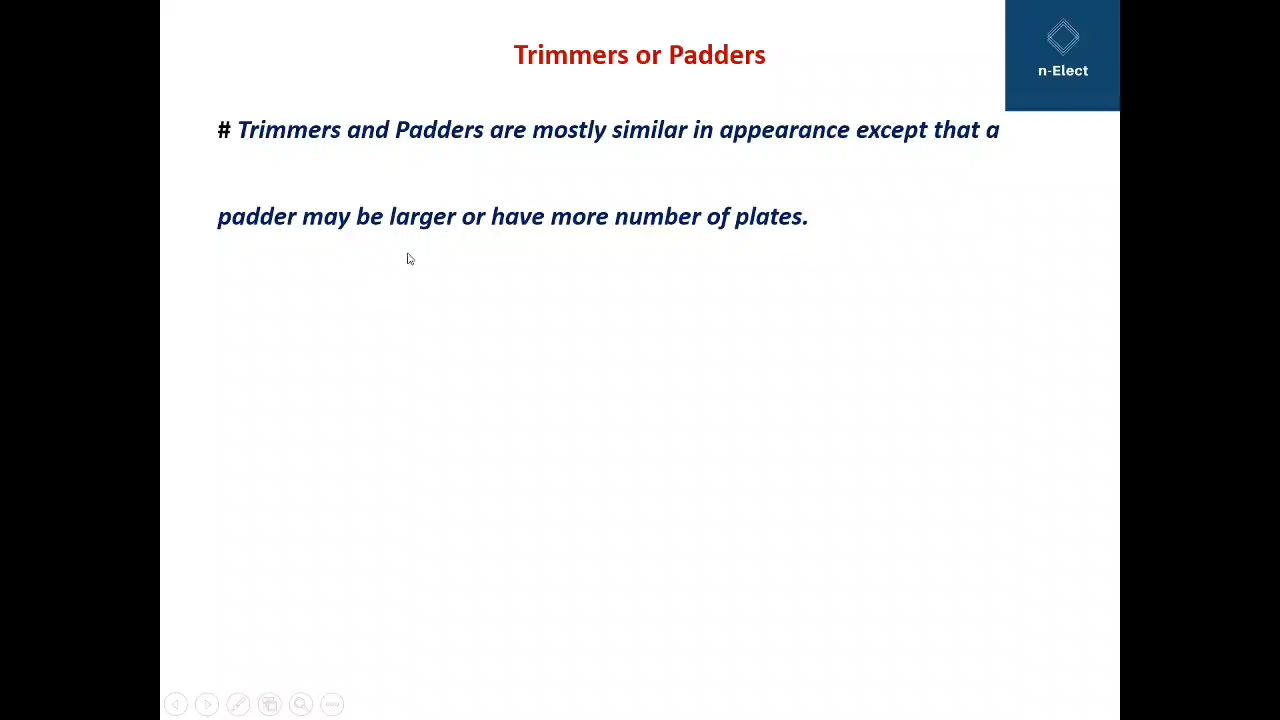 Trimmers or Padders
n-Elect
# Trimmers and Padders are mostly similar in appearance except that a
padder may be larger or have more number of plates.